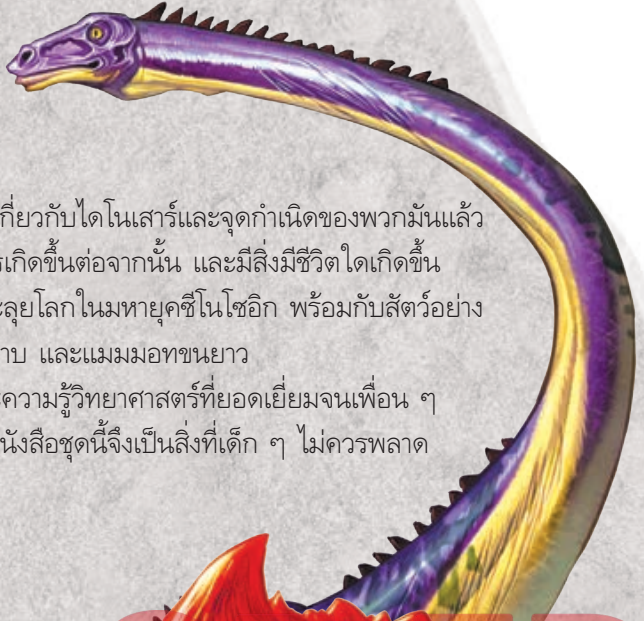 กี่ยวกับไดโนเสาร์และจุดกำเนิดของพวกมันแล้ว
รเกิดขึ้นต่อจากนั้น และมีสิ่งมีชีวิตใดเกิดขึ้น
ะลุยโลกในมหายุคซีโนโซอิก พร้อมกับสัตว์อย่าง
าบ และแมมมอทขนยาว
ะความรู้วิทยาศาสตร์ที่ยอดเยี่ยมจนเพื่อน ๆ
นังสือชุดนี้จึงเป็นสิ่งที่เด็ก ๆ ไม่ควรพลาด